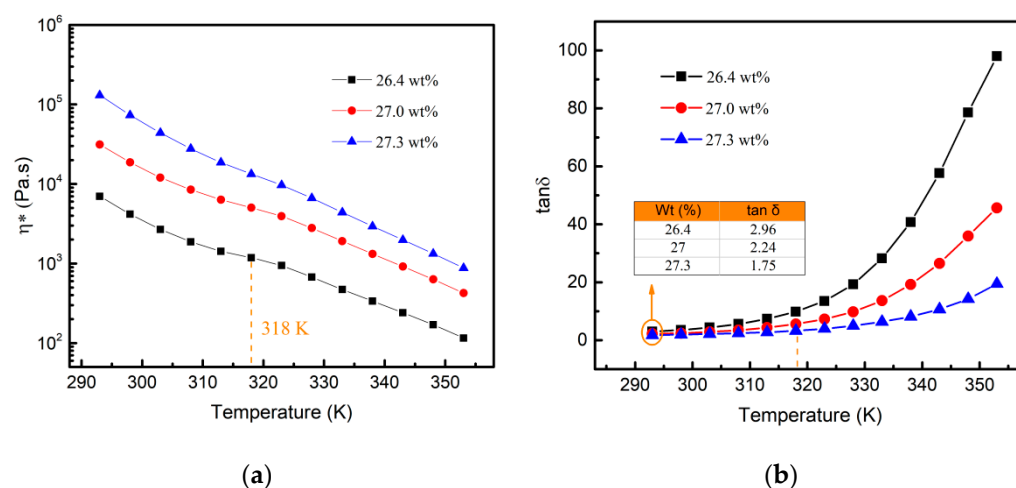 10^6
10^5
10^4
10^3
10^2
η* (Pa.s)
26.4 wt%
27.0 wt%
27.3 wt%
318 K
290 300 310 320 330 340 350 360
Temperature (K)
(a)
100
80
60
40
20
0
tanδ
26.4 wt%
27.0 wt%
27.3 wt%
Wt (%) tan δ
26.4 2.96
27 2.24
27.3 1.75
290 300 310 320 330 340 350
Temperature (K)
(b)